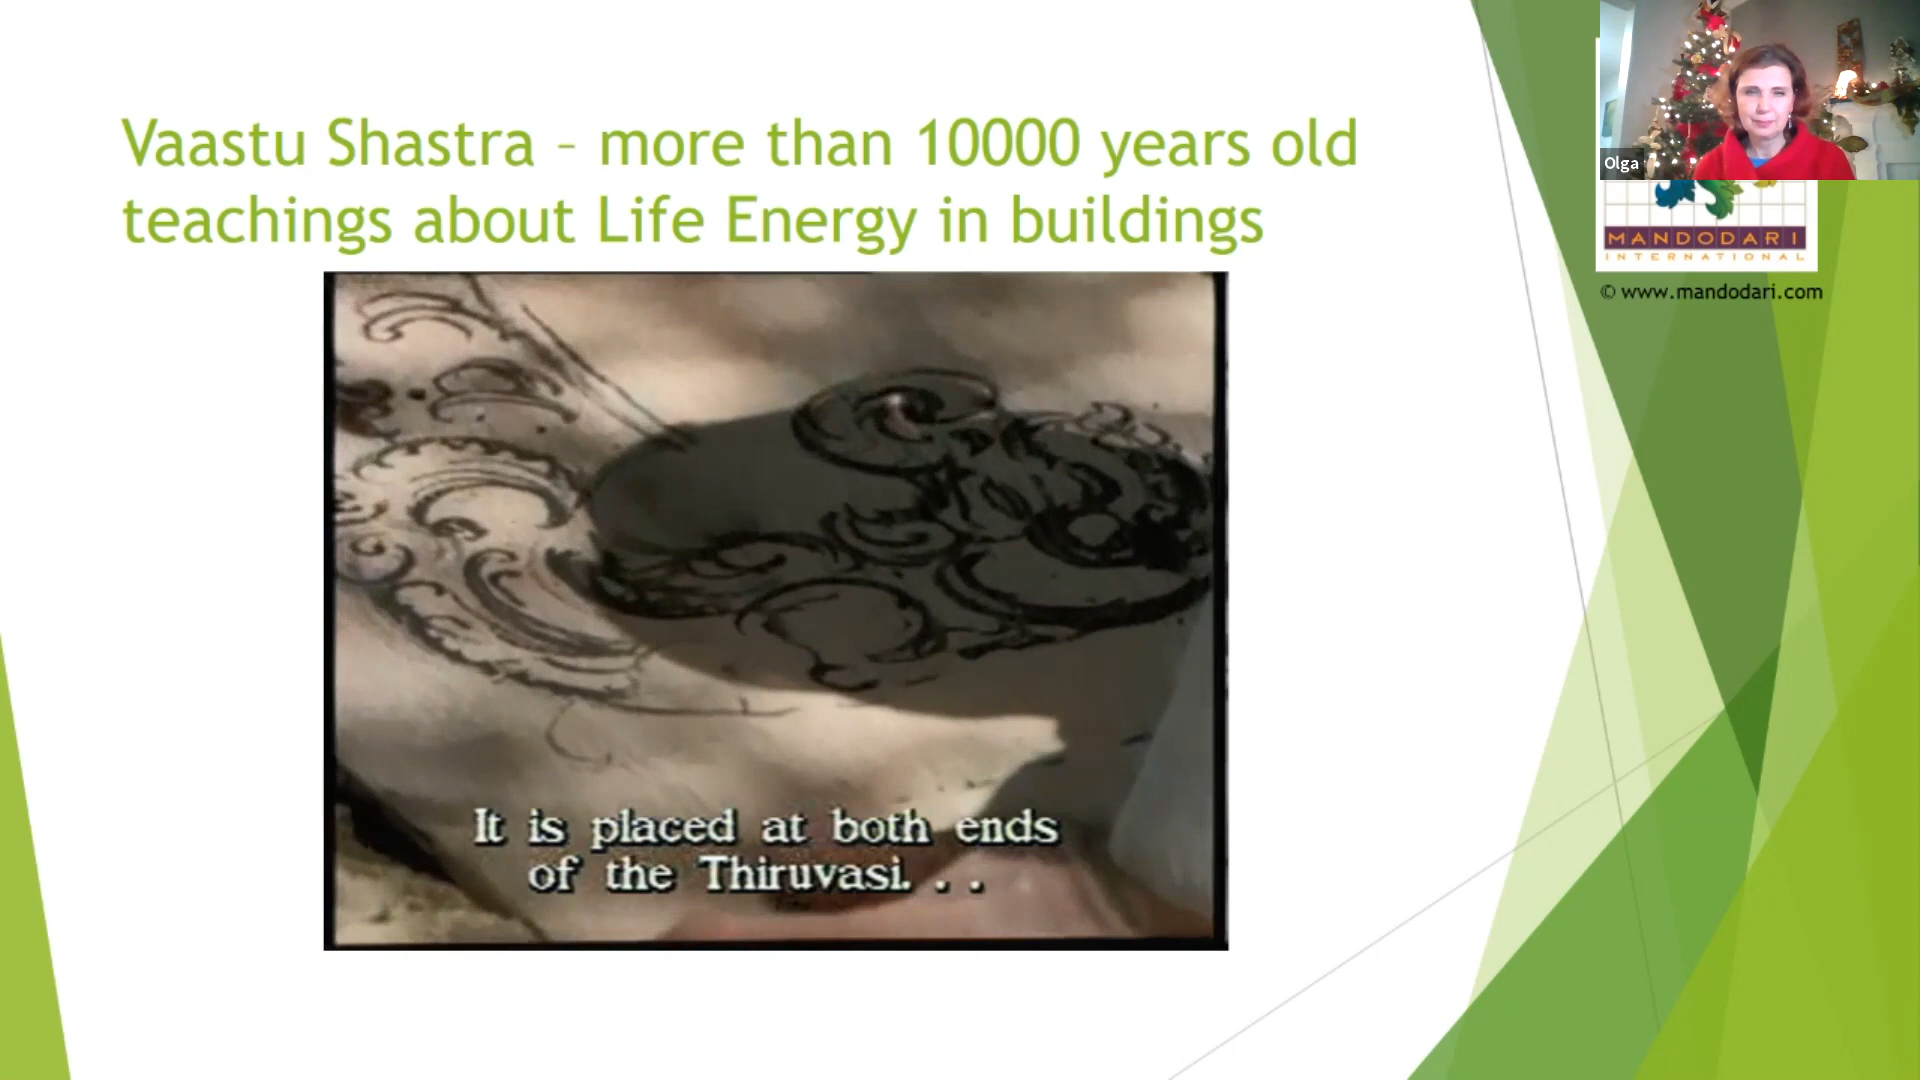 Vaastu Shastra – more than 10000 years old
teachings about Life Energy in buildings
Olga
MANDODARI
INTERNATIONAL
© www.mandodari.com
It is placed at both ends
of the Thiruvasi. . .